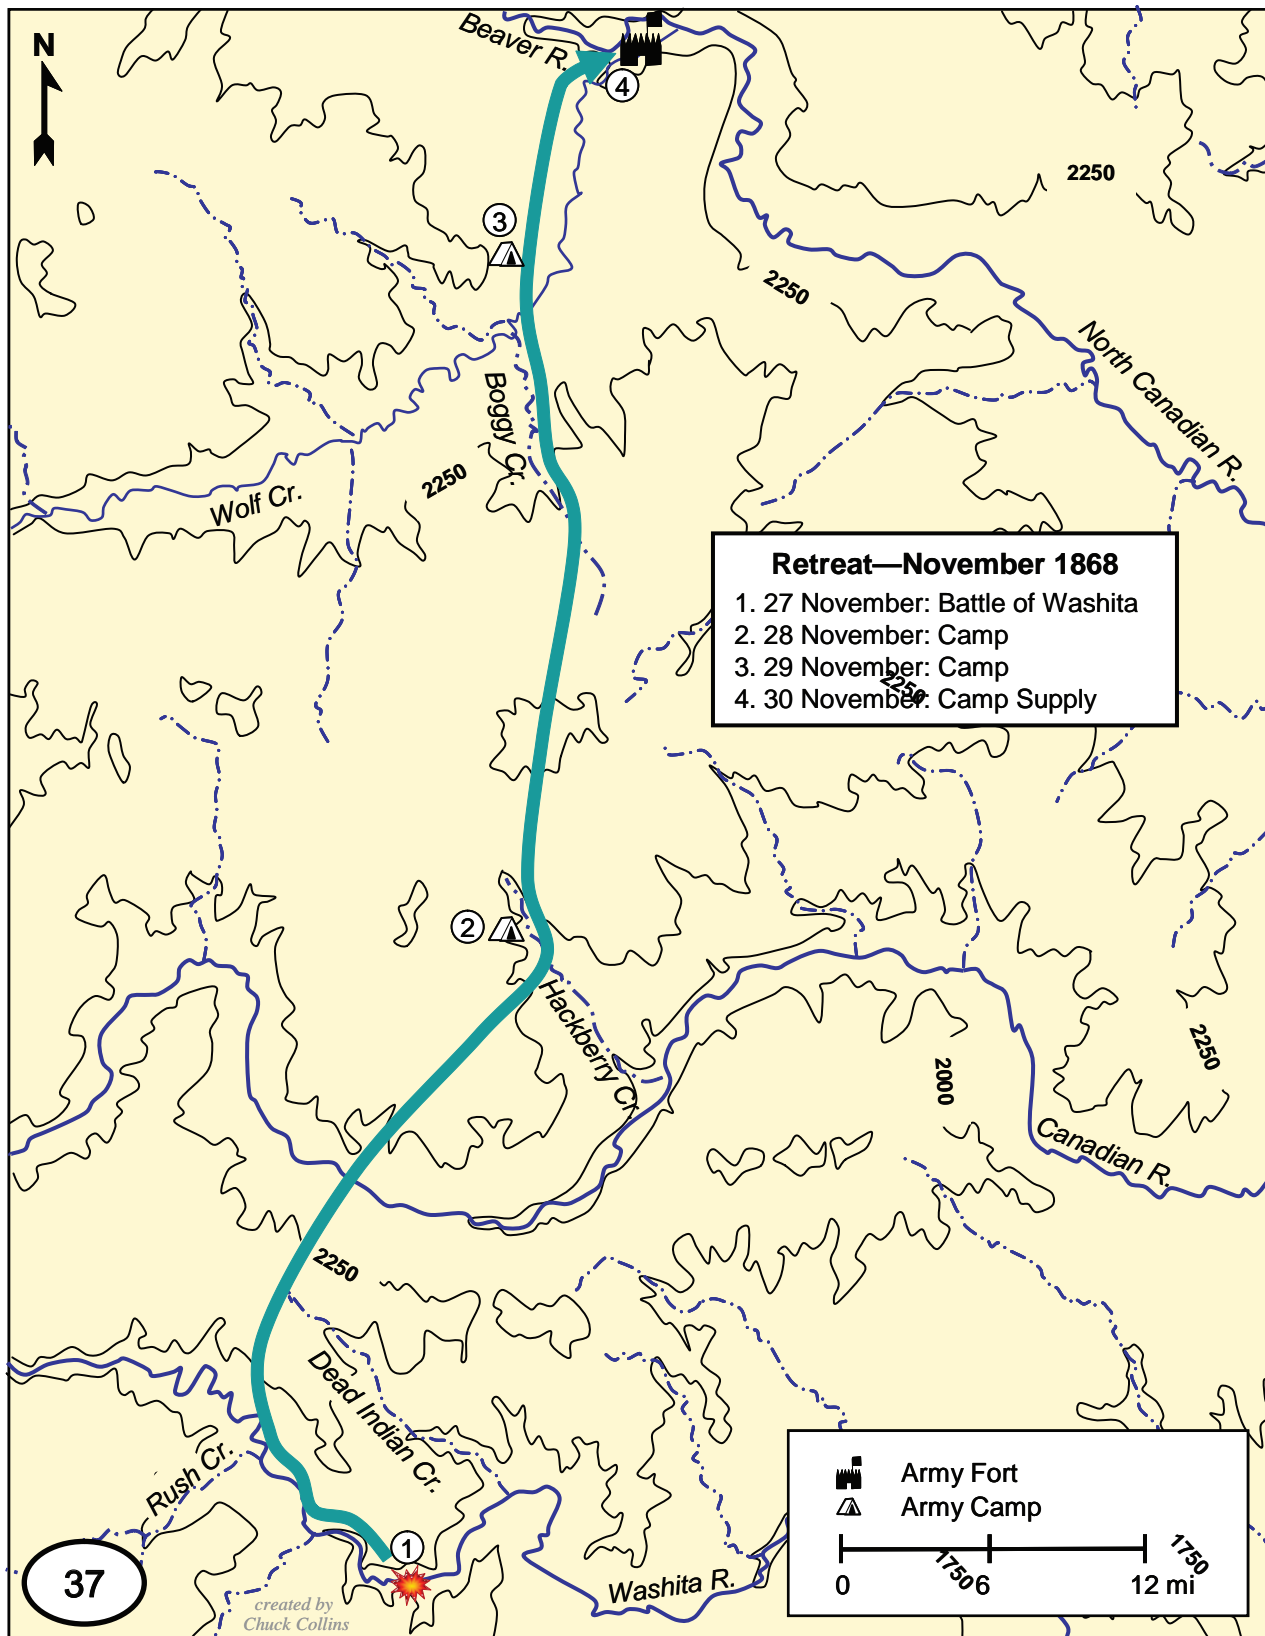 N
Beaver R.
4
2250
3
2250
North Canadian R.
Boggy Cr.
2250
Wolf Cr.
Retreat—November 1868
1. 27 November: Battle of Washita
2. 28 November: Camp
3. 29 November: Camp
2250
4. 30 November: Camp Supply
2
Hackberry Cr.
2250
2000
Canadian R.
2250
Dead Indian Cr.
Rush Cr.
Army Fort
Army Camp
1
1750
1750
0 6 12 mi
37
Washita R.
created by
Chuck Collins